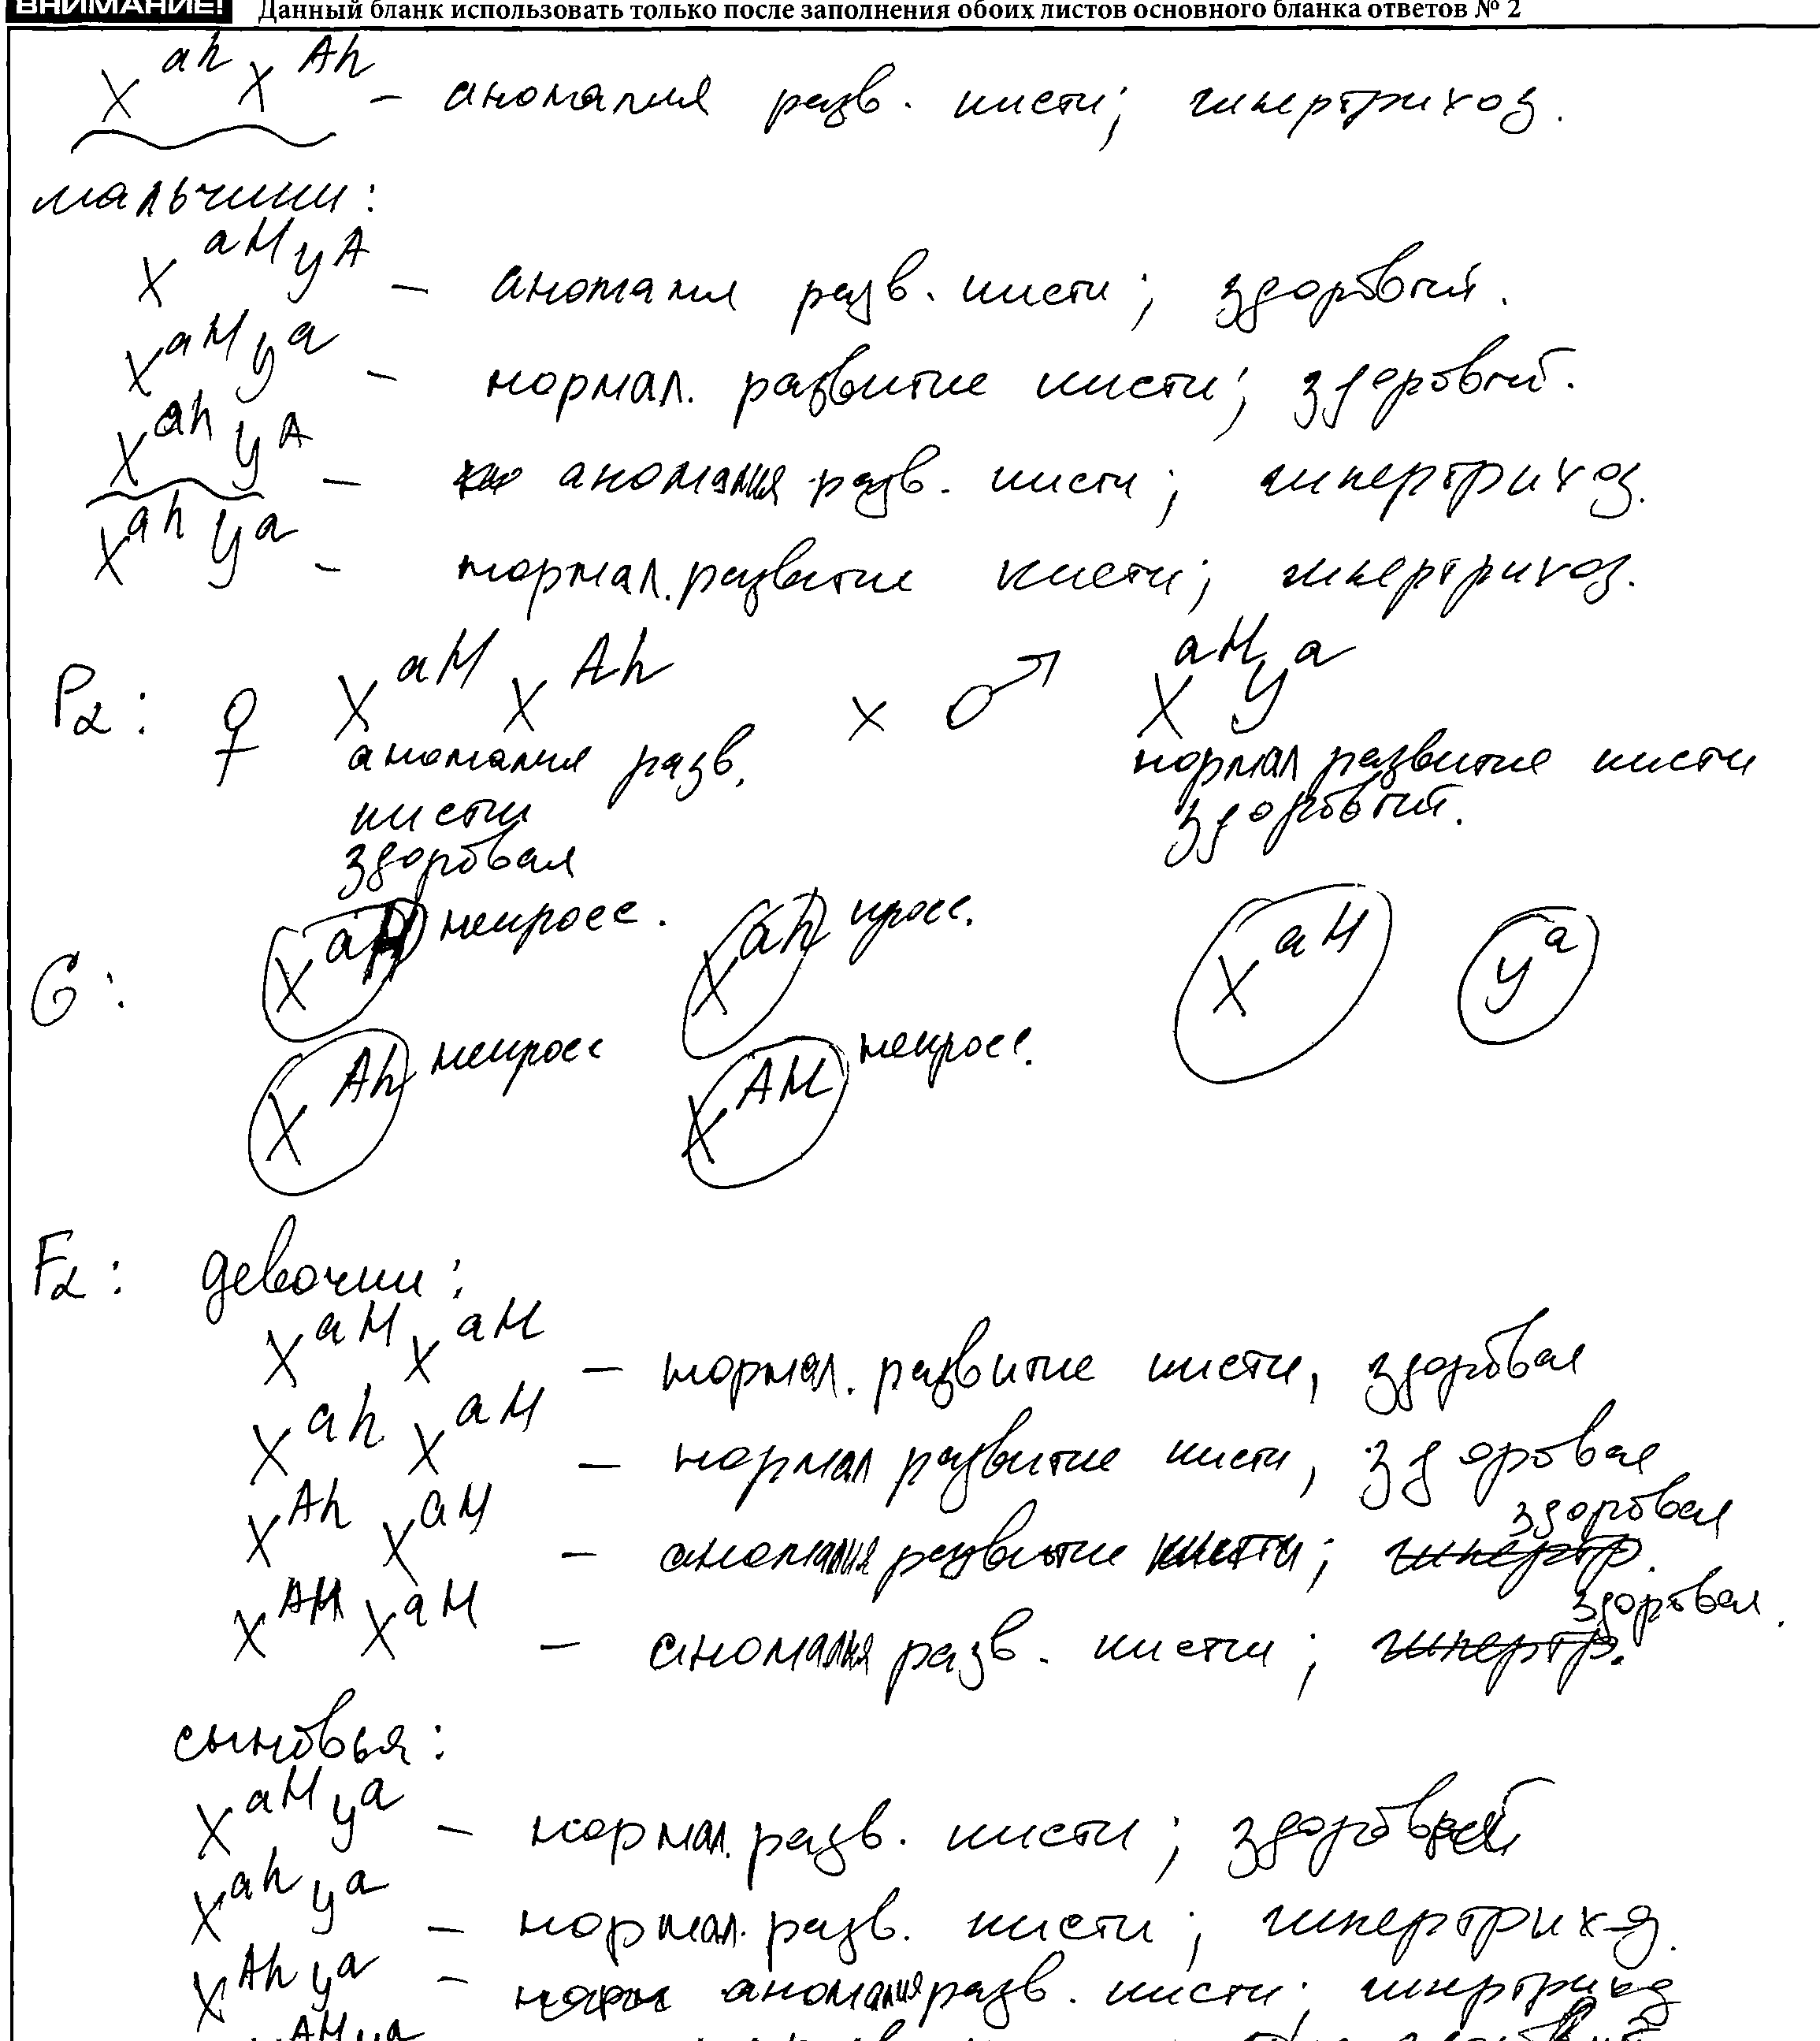 ВНИМАНИЕ! Данный бланк использовать только после заполнения обоих листов основного бланка ответов № 2
X^ah X^Ah – аномалия разв. кисти; гипертрихоз.
мальчики:
X^aH Y^A – аномалия разв. кисти; здоровый.
X^aH Y^a – нормал. развитие кисти; здоровый.
X^ah Y^A – аномалия разв. кисти; гипертрихоз.
X^ah Y^a – нормал. развитие кисти; гипертрихоз.
P2: ♀ X^aH X^Ah x ♂ X^aH Y^a
аномалия разв. нормал развитие кисти
кисти здоровый.
здоровая
G: X^aH некросс. X^ah кросс. X^aH Y^a
X^Ah некросс X^AH некросс.
F2: девочки:
X^aH X^aH – нормал. развитие кисти, здоровая
X^ah X^aH – нормал развитие кисти, здоровая
X^Ah X^aH – аномалия развитие кисти; гипертр. здоровая
X^AH X^aH – аномалия разв. кисти; гипертр. здоровая.
сыновья:
X^aH Y^a – нормал. разв. кисти; здоровый
X^ah Y^a – нормал. разв. кисти; гипертрихоз.
X^Ah Y^a – аномалия разв. кисти; гипертрихоз
X^AH Y^a